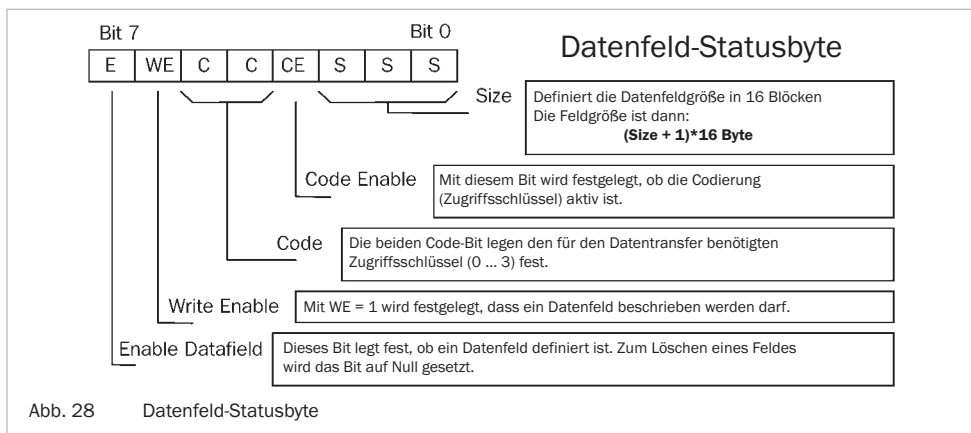 Bit 7 Bit 0
Datenfeld-Statusbyte
E WE C C CE S S S
Size
Definiert die Datenfeldgröße in 16 Blöcken
Die Feldgröße ist dann:
(Size + 1)*16 Byte
Code Enable
Mit diesem Bit wird festgelegt, ob die Codierung
(Zugriffsschlüssel) aktiv ist.
Code
Die beiden Code-Bit legen den für den Datentransfer benötigten
Zugriffsschlüssel (0 ... 3) fest.
Write Enable
Mit WE = 1 wird festgelegt, dass ein Datenfeld beschrieben werden darf.
Enable Datafield
Dieses Bit legt fest, ob ein Datenfeld definiert ist. Zum Löschen eines Feldes
wird das Bit auf Null gesetzt.
Abb. 28 Datenfeld-Statusbyte